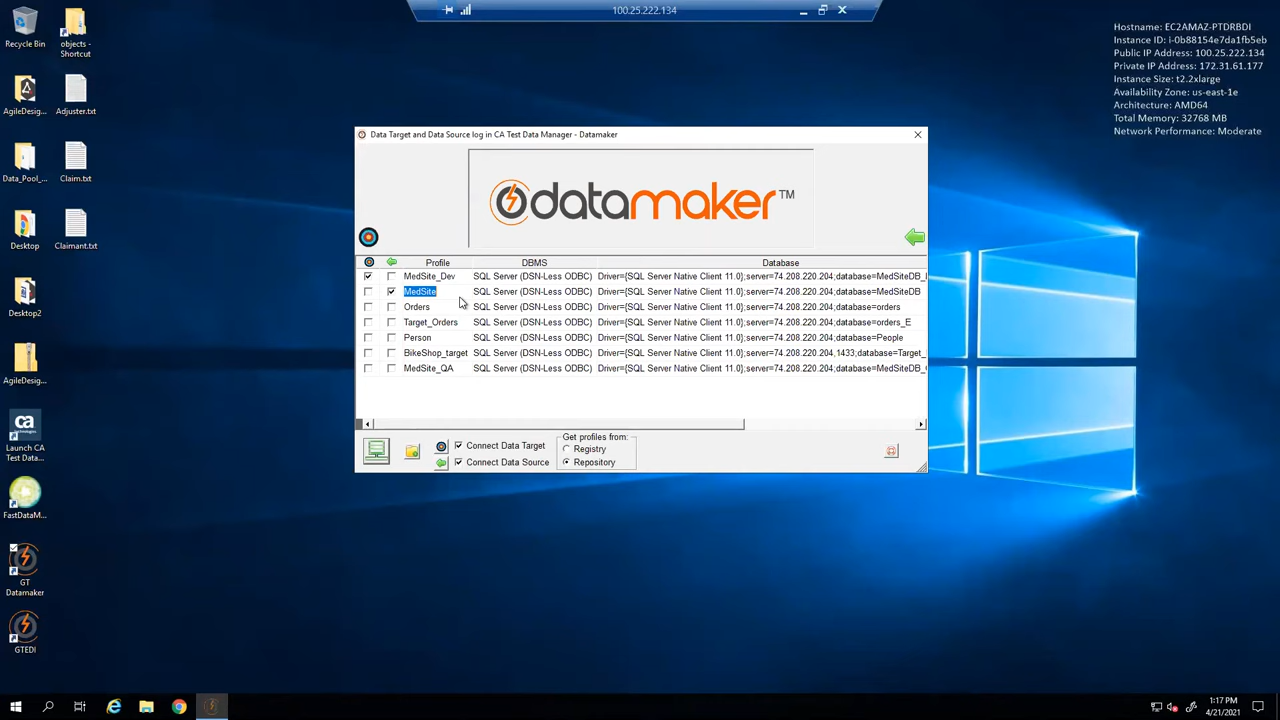 100.25.222.134
Hostname: EC2AMAZ-PTDRBDI
Instance ID: i-0b88154e7da1fb5eb
Public IP Address: 100.25.222.134
Private IP Address: 172.31.61.177
Instance Size: t2.2xlarge
Availability Zone: us-east-1e
Architecture: AMD64
Total Memory: 32768 MB
Network Performance: Moderate
Recycle Bin
objects -
Shortcut
AgileDesig...
Adjuster.txt
Data_Pool_...
Claim.txt
Desktop
Claimant.txt
Desktop2
AgileDesig...
ca
technologies
Launch CA
Test Data...
FastDataM...
GT
Datamaker
GTEDI
Data Target and Data Source log in CA Test Data Manager - Datamaker
datamaker™
Profile DBMS Database
MedSite_Dev SQL Server (DSN-Less ODBC) Driver={SQL Server Native Client 11.0};server=74.208.220.204;database=MedSiteDB_
MedSite SQL Server (DSN-Less ODBC) Driver={SQL Server Native Client 11.0};server=74.208.220.204;database=MedSiteDB
Orders SQL Server (DSN-Less ODBC) Driver={SQL Server Native Client 11.0};server=74.208.220.204;database=orders
Target_Orders SQL Server (DSN-Less ODBC) Driver={SQL Server Native Client 11.0};server=74.208.220.204;database=orders_E
Person SQL Server (DSN-Less ODBC) Driver={SQL Server Native Client 11.0};server=74.208.220.204;database=People
BikeShop_target SQL Server (DSN-Less ODBC) Driver={SQL Server Native Client 11.0};server=74.208.220.204,1433;database=Target_
MedSite_QA SQL Server (DSN-Less ODBC) Driver={SQL Server Native Client 11.0};server=74.208.220.204;database=MedSiteDB_
Connect Data Target
Connect Data Source
Get profiles from:
Registry
Repository
1:17 PM
4/21/2021